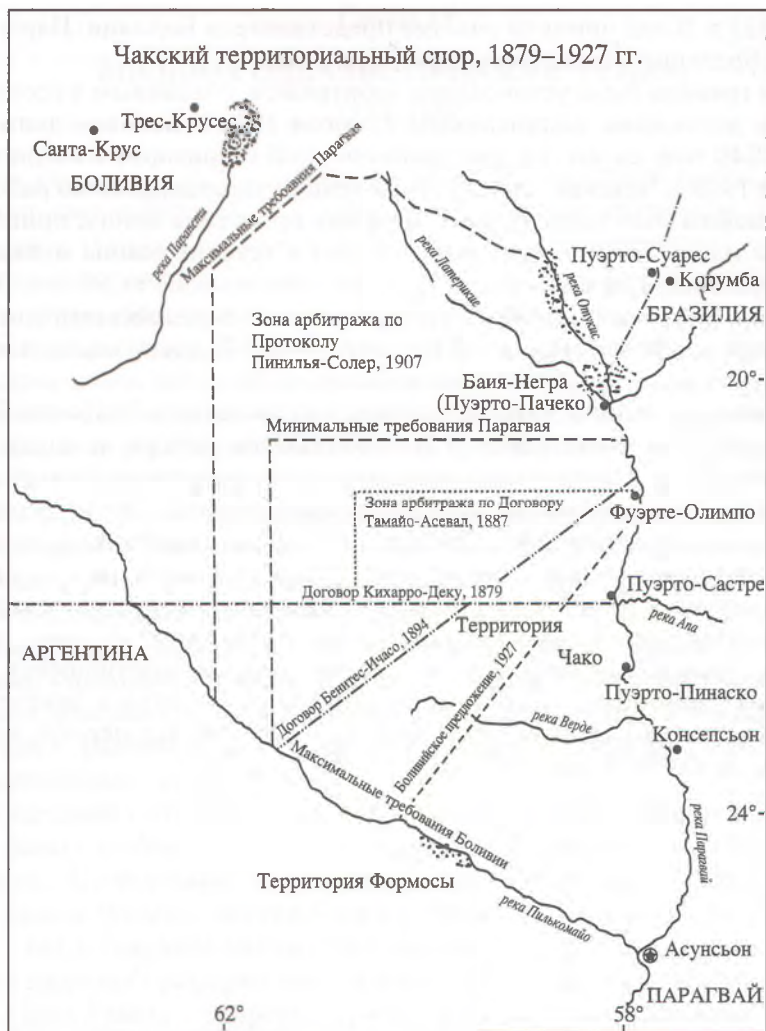 Чакский территориальный спор, 1879–1927 гг.
Трес-Крусес
Санта-Крус
БОЛИВИЯ
река Парапети
Максимальные требования Парагвая
река Латерикие
река Отукис
Пуэрто-Суарес
Корумба
БРАЗИЛИЯ
Зона арбитража по
Протоколу
Пинилья-Солер, 1907
Баия-Негра
(Пуэрто-Пачеко)
20°
Минимальные требования Парагвая
Зона арбитража по Договору
Тамайо-Асевал, 1887
Фуэрте-Олимпо
Договор Кихарро-Деку, 1879
Пуэрто-Састре
река Апа
Территория
Чако
АРГЕНТИНА
Договор Бенитес-Ичасо, 1894
Боливийское предложение, 1927
Пуэрто-Пинаско
река Верде
Консепсьон
Максимальные требования Боливии
24°
река Парагвай
Территория Формосы
река Пилькомайо
Асунсьон
ПАРАГВАЙ
62°
58°